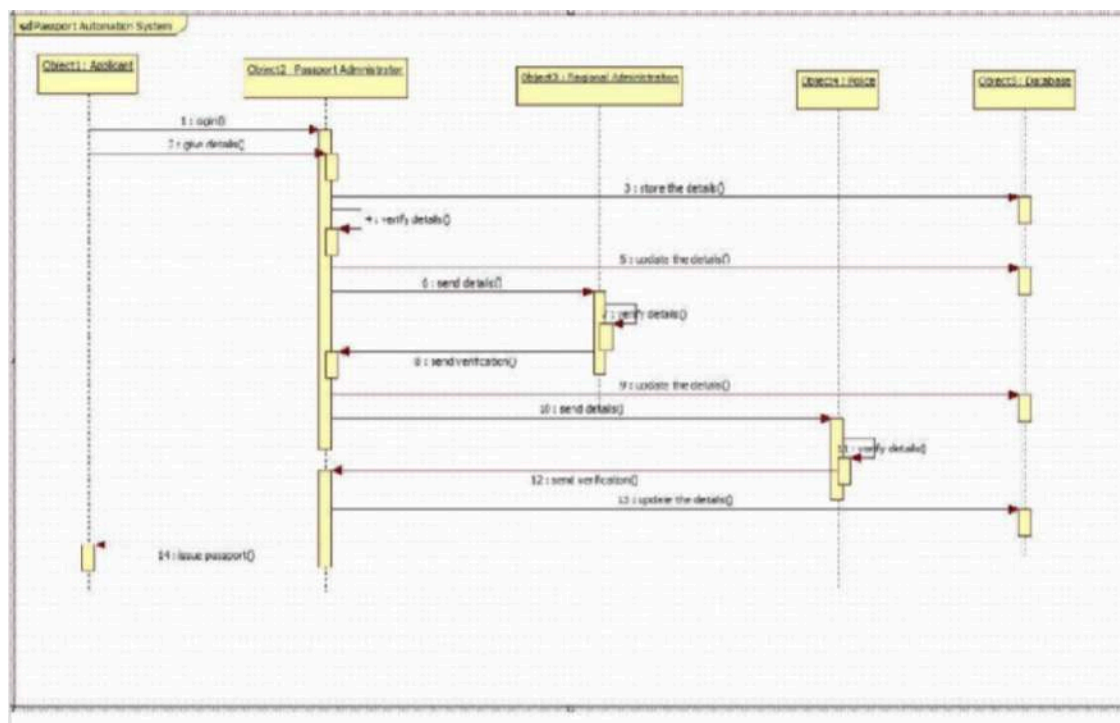 sd Passport Automation System
Object1 : Applicant
Object2 : Passport Administrator
Object3 : Regional Administration
Object4 : Police
Object5 : Database
1 : login()
2 : give details()
3 : store the details()
4 : verify details()
5 : update the details()
6 : send details()
7 : verify details()
8 : send verification()
9 : update the details()
10 : send details()
11 : verify details()
12 : send verification()
13 : update the details()
14 : issue passport()